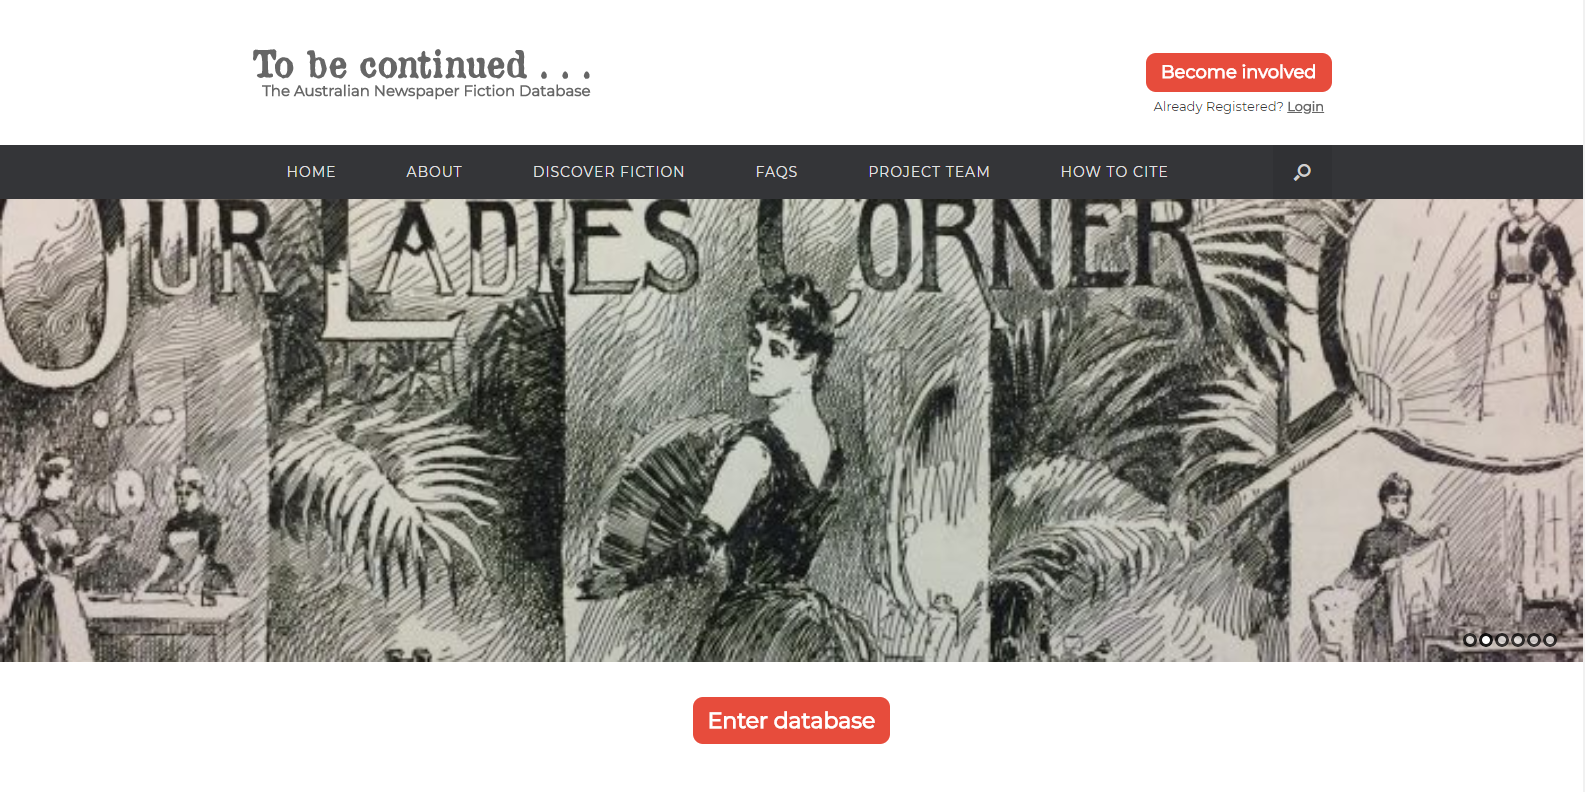 To be continued . . .
The Australian Newspaper Fiction Database
Become involved
Already Registered? Login
HOME ABOUT DISCOVER FICTION FAQS PROJECT TEAM HOW TO CITE
OUR LADIES CORNER
Enter database